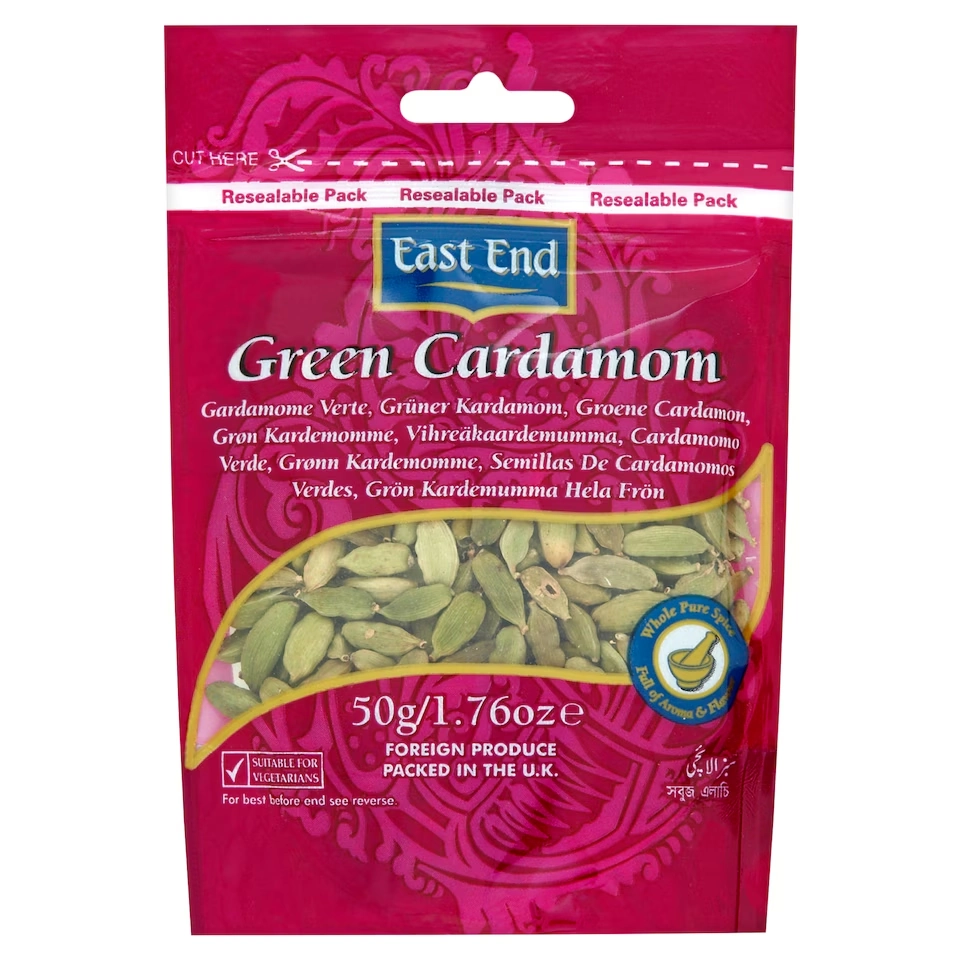 CUT HERE
Resealable Pack Resealable Pack Resealable Pack
East End
Green Cardamom
Gardamome Verte, Grüner Kardamom, Groene Cardamon,
Grøn Kardemomme, Vihreäkaardemumma, Cardamomo
Verde, Grønn Kardemomme, Semillas De Cardamomos
Verdes, Grön Kardemumma Hela Frön
Whole Pure Spice
Full of Aroma & Flavour
50g/1.76oz℮
FOREIGN PRODUCE
PACKED IN THE U.K.
SUITABLE FOR
VEGETARIANS
For best before end see reverse.
سبز الائچی
সবুজ এলাচি